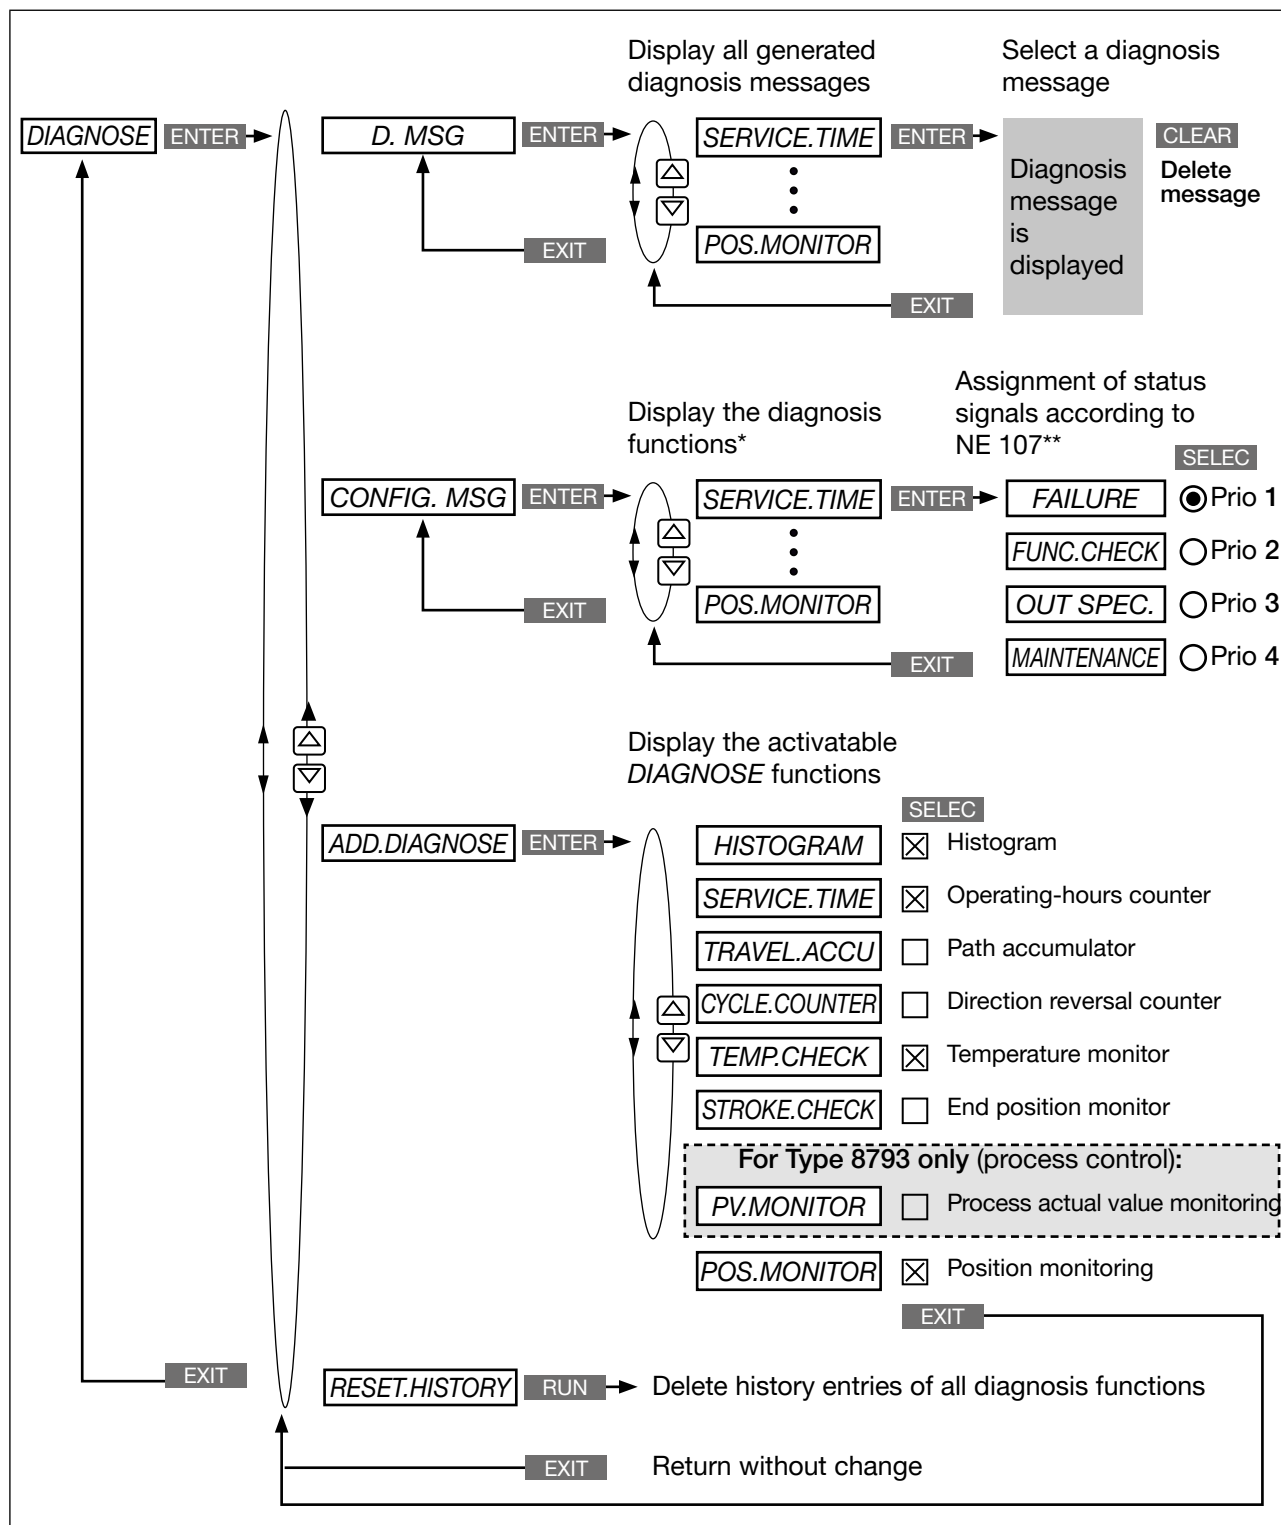 Display all generated
diagnosis messages
Select a diagnosis
message
DIAGNOSE ENTER D. MSG ENTER SERVICE.TIME ENTER CLEAR
Diagnosis
message
is
displayed
Delete
message
EXIT POS.MONITOR
EXIT
Display the diagnosis
functions*
Assignment of status
signals according to
NE 107**
SELEC
CONFIG. MSG ENTER SERVICE.TIME ENTER FAILURE Prio 1
FUNC.CHECK Prio 2
EXIT POS.MONITOR OUT SPEC. Prio 3
EXIT MAINTENANCE Prio 4
Display the activatable
DIAGNOSE functions
SELEC
ADD.DIAGNOSE ENTER HISTOGRAM Histogram
SERVICE.TIME Operating-hours counter
TRAVEL.ACCU Path accumulator
CYCLE.COUNTER Direction reversal counter
TEMP.CHECK Temperature monitor
STROKE.CHECK End position monitor
For Type 8793 only (process control):
PV.MONITOR Process actual value monitoring
POS.MONITOR Position monitoring
EXIT
EXIT RESET.HISTORY RUN Delete history entries of all diagnosis functions
EXIT Return without change